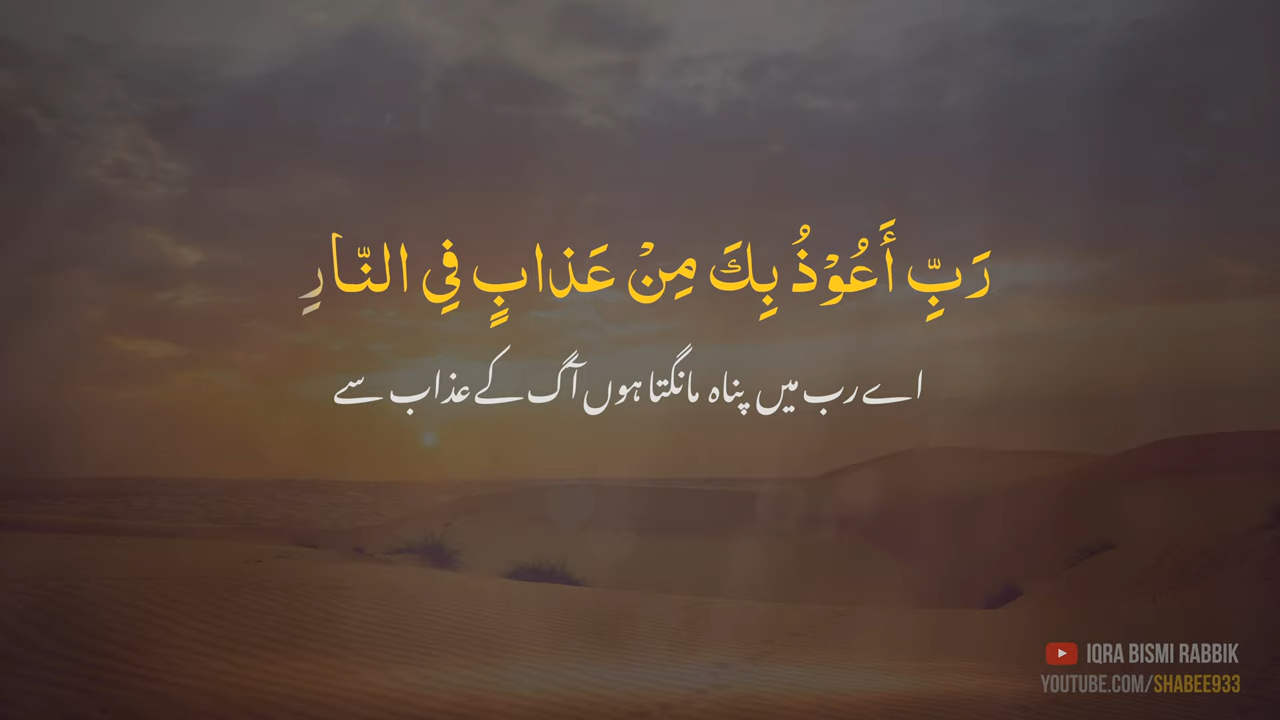 رَبِّ أَعُوْذُ بِكَ مِنْ عَذَابٍ فِي النَّارِ
اے رب میں پناہ مانگتا ہوں آگ کے عذاب سے
IQRA BISMI RABBIK
YOUTUBE.COM/SHABEE933